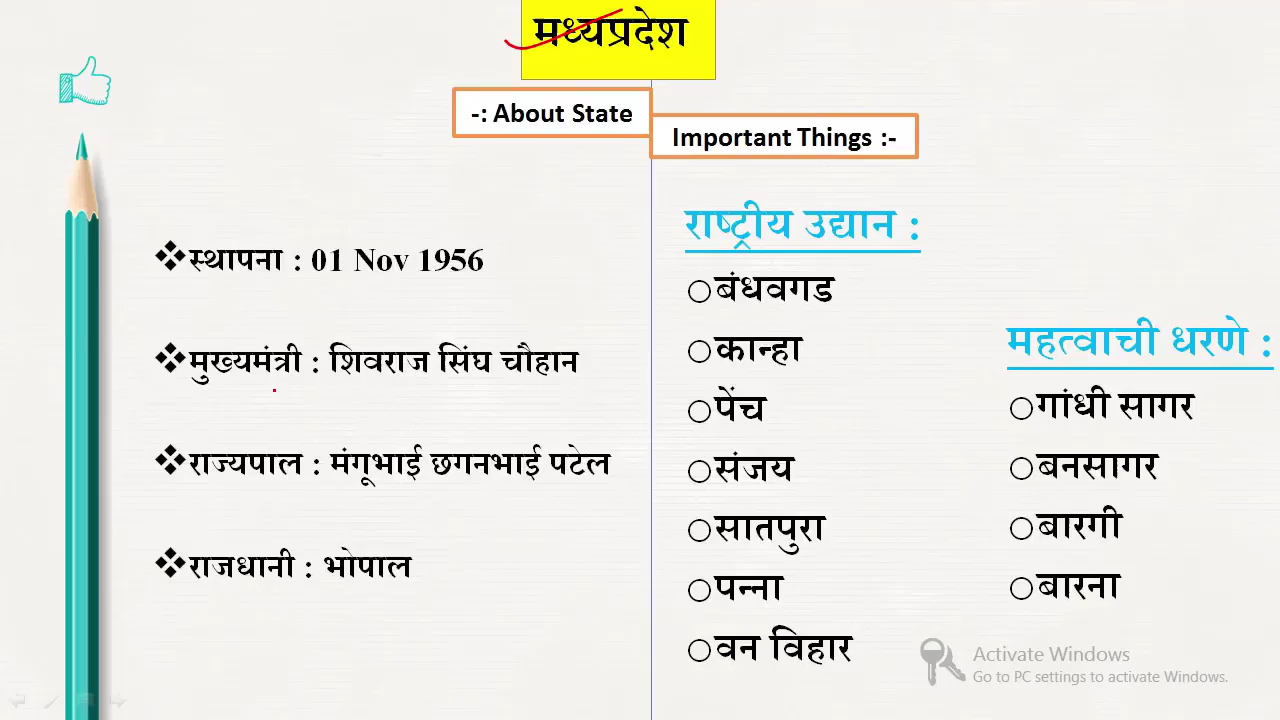 मध्यप्रदेश
-: About State
Important Things :-
स्थापना : 01 Nov 1956
मुख्यमंत्री : शिवराज सिंघ चौहान
राज्यपाल : मंगूभाई छगनभाई पटेल
राजधानी : भोपाल
राष्ट्रीय उद्यान :
बंधवगड
कान्हा
पेंच
संजय
सातपुरा
पन्ना
वन विहार
महत्वाची धरणे :
गांधी सागर
बनसागर
बारगी
बारना
Activate Windows
Go to PC settings to activate Windows.